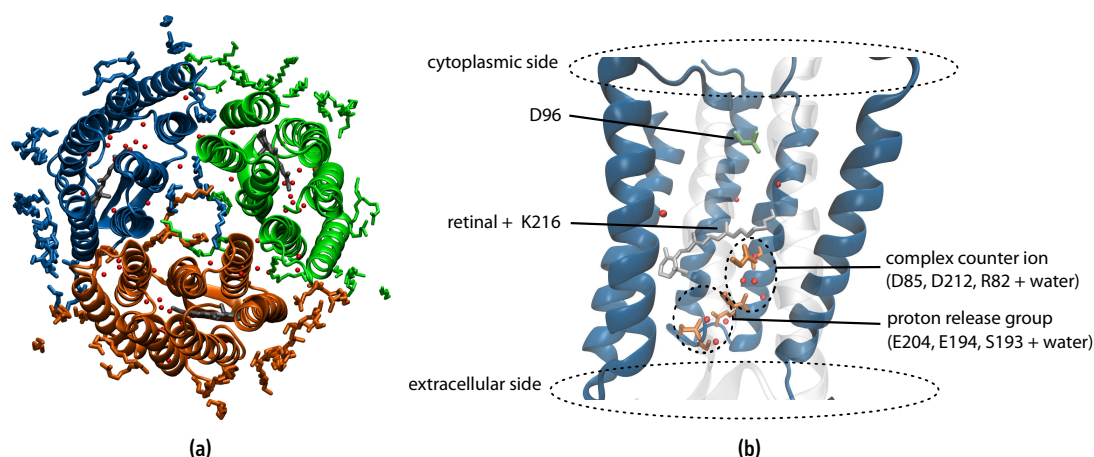 cytoplasmic side
D96
retinal + K216
complex counter ion
(D85, D212, R82 + water)
proton release group
(E204, E194, S193 + water)
extracellular side
(a)
(b)